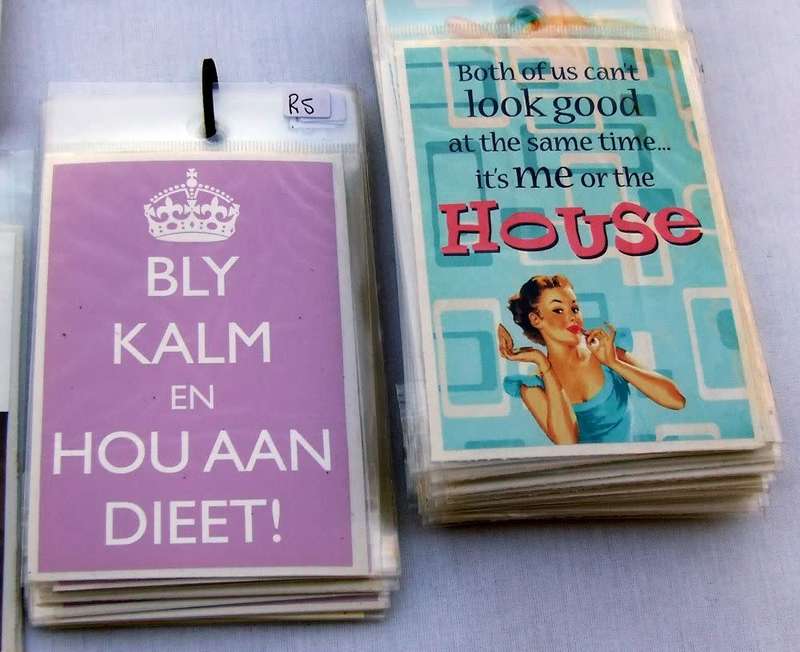 R5
BLY
KALM
EN
HOU AAN
DIEET!
Both of us can't
look good
at the same time...
it's me or the
HOUSE